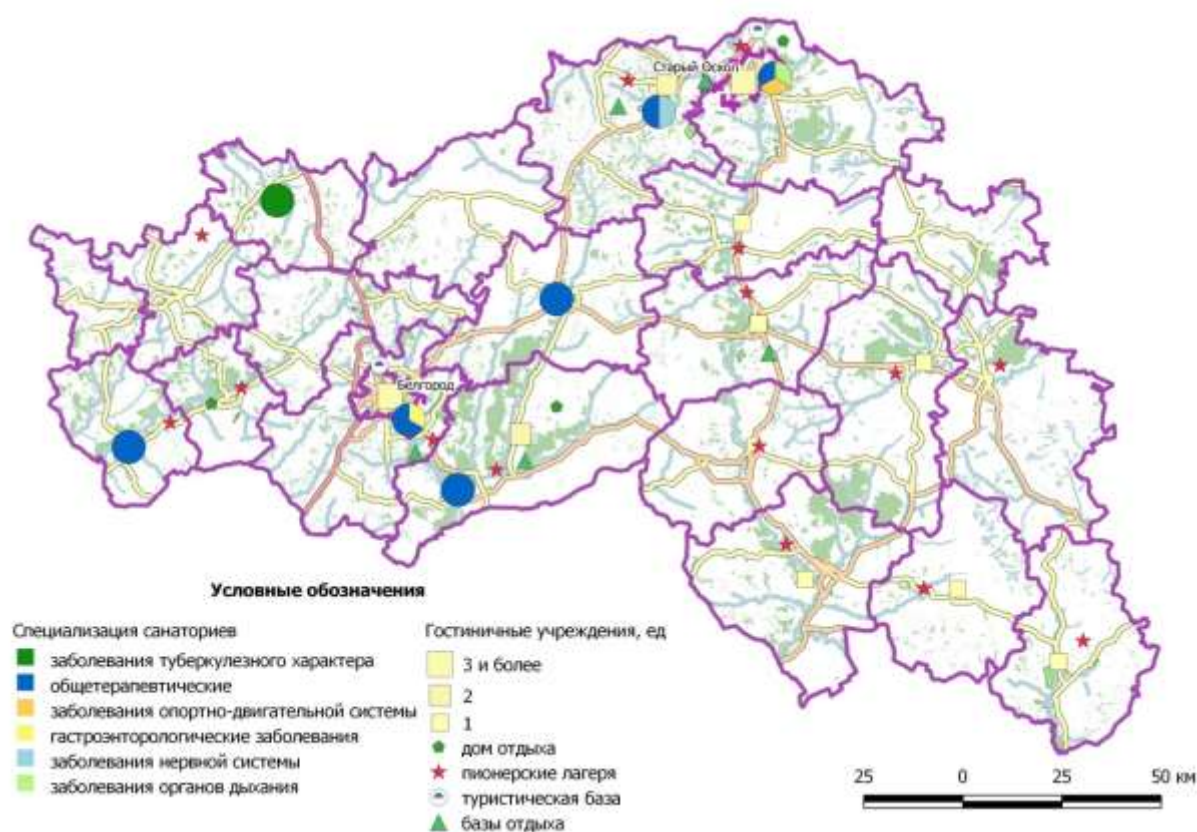 Старый Оскол
Белгород
Условные обозначения
Специализация санаториев
заболевания туберкулезного характера
общетерапевтические
заболевания опортно-двигательной системы
гастроэнторологические заболевания
заболевания нервной системы
заболевания органов дыхания
Гостиничные учреждения, ед
3 и более
2
1
дом отдыха
пионерские лагеря
туристическая база
базы отдыха
25 0 25 50 км